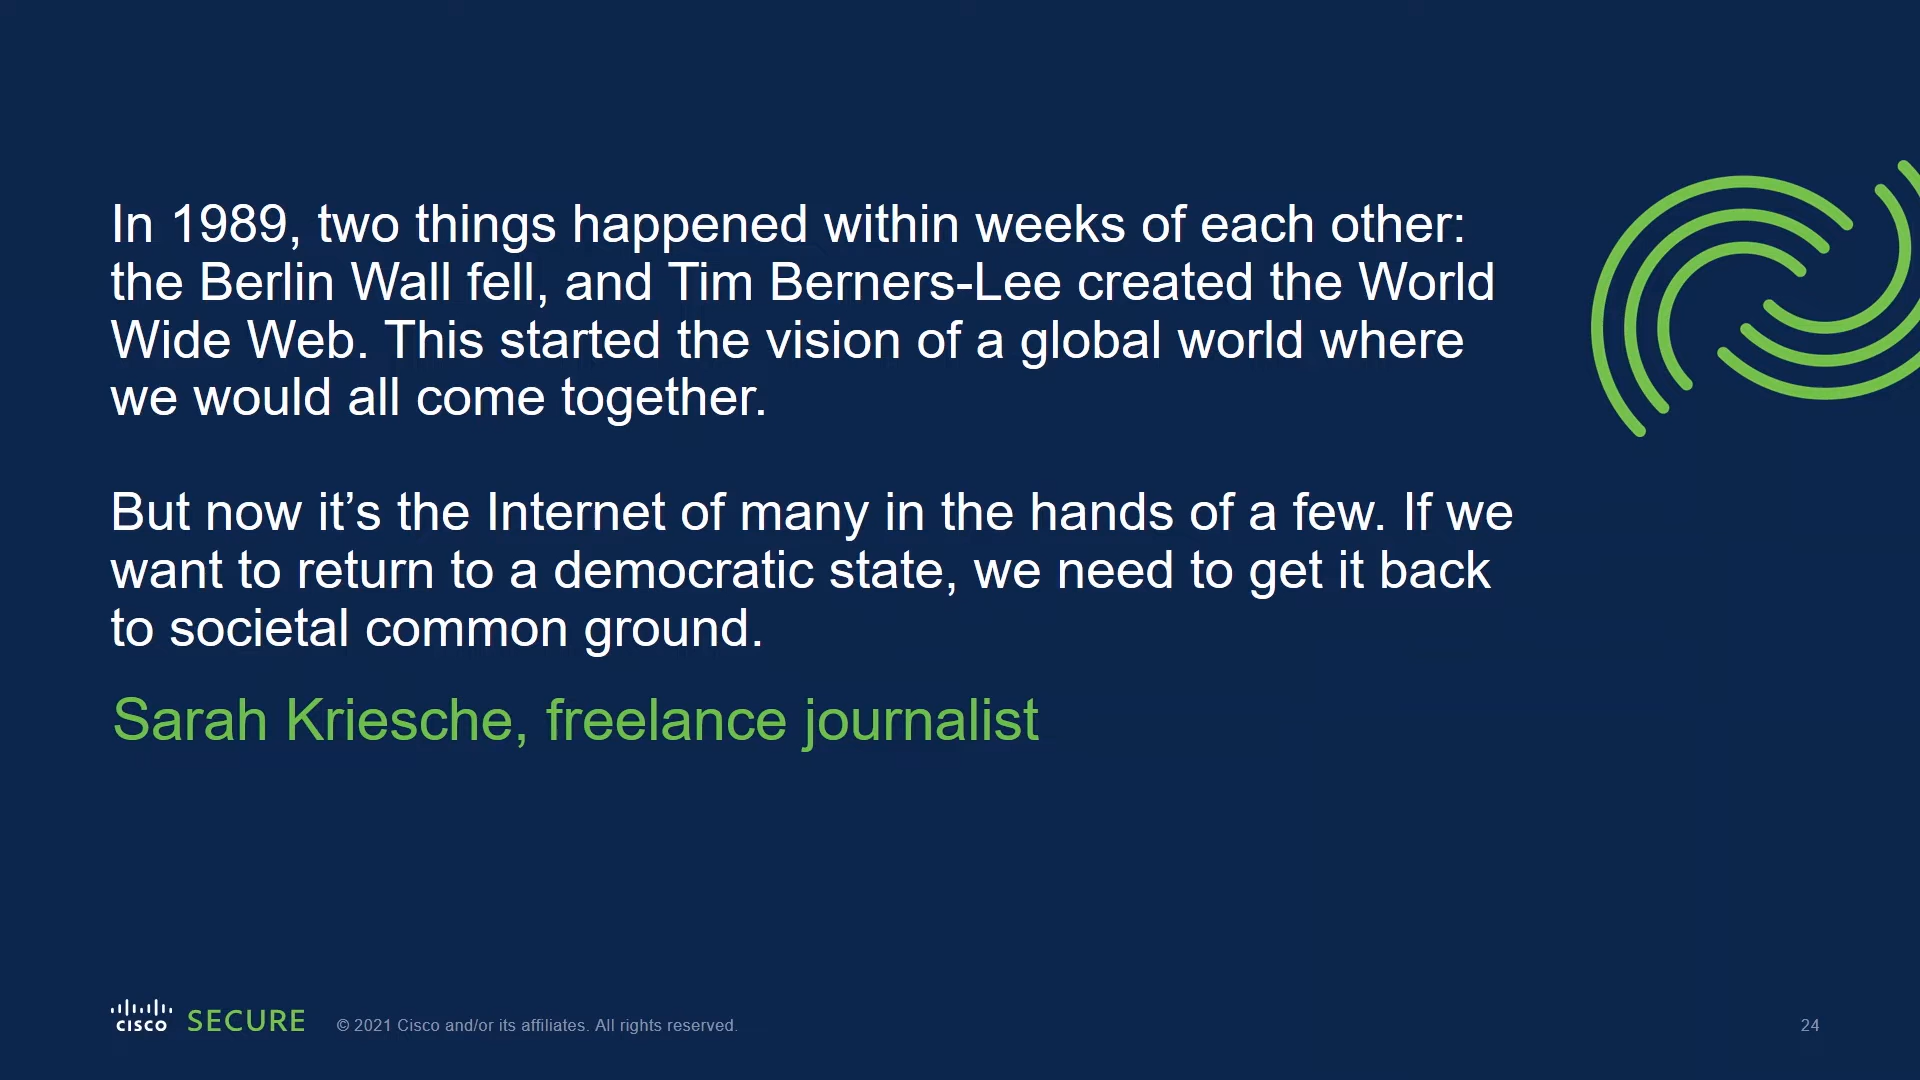 In 1989, two things happened within weeks of each other:
the Berlin Wall fell, and Tim Berners-Lee created the World
Wide Web. This started the vision of a global world where
we would all come together.
But now it’s the Internet of many in the hands of a few. If we
want to return to a democratic state, we need to get it back
to societal common ground.
Sarah Kriesche, freelance journalist
CISCO SECURE © 2021 Cisco and/or its affiliates. All rights reserved. 24